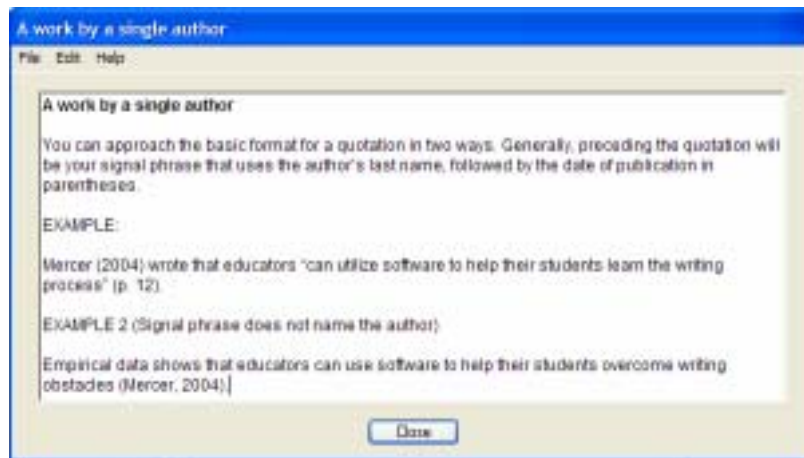 A work by a single author
File Edit Help
A work by a single author
You can approach the basic format for a quotation in two ways. Generally, preceding the quotation will
be your signal phrase that uses the author's last name, followed by the date of publication in
parentheses.
EXAMPLE:
Mercer (2004) wrote that educators "can utilize software to help their students learn the writing
process" (p. 12).
EXAMPLE 2 (Signal phrase does not name the author)
Empirical data shows that educators can use software to help their students overcome writing
obstacles (Mercer, 2004).
Close